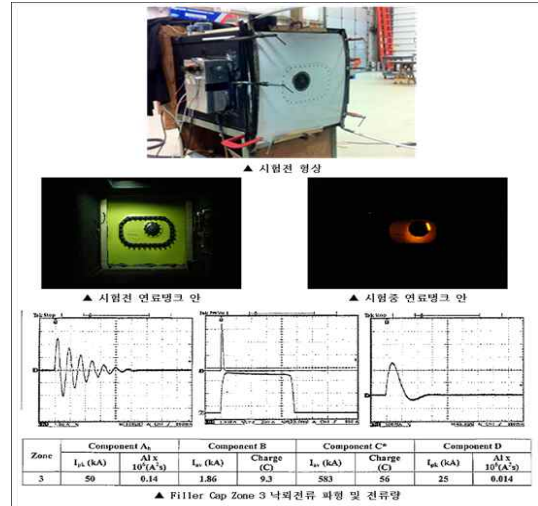 ▲ 시험전 형상
▲ 시험전 연료탱크 안
▲ 시험중 연료탱크 안
Tek Stop
Zone Component Ah Component B Component C* Component D
Ipk (kA) AI x 10⁶(A²s) Iav (kA) Charge (C) Iav (kA) Charge (C) Ipk (kA) AI x 10⁶(A²s)
3 50 0.14 1.86 9.3 583 56 25 0.014
▲ Filler Cap Zone 3 낙뢰전류 파형 및 전류량